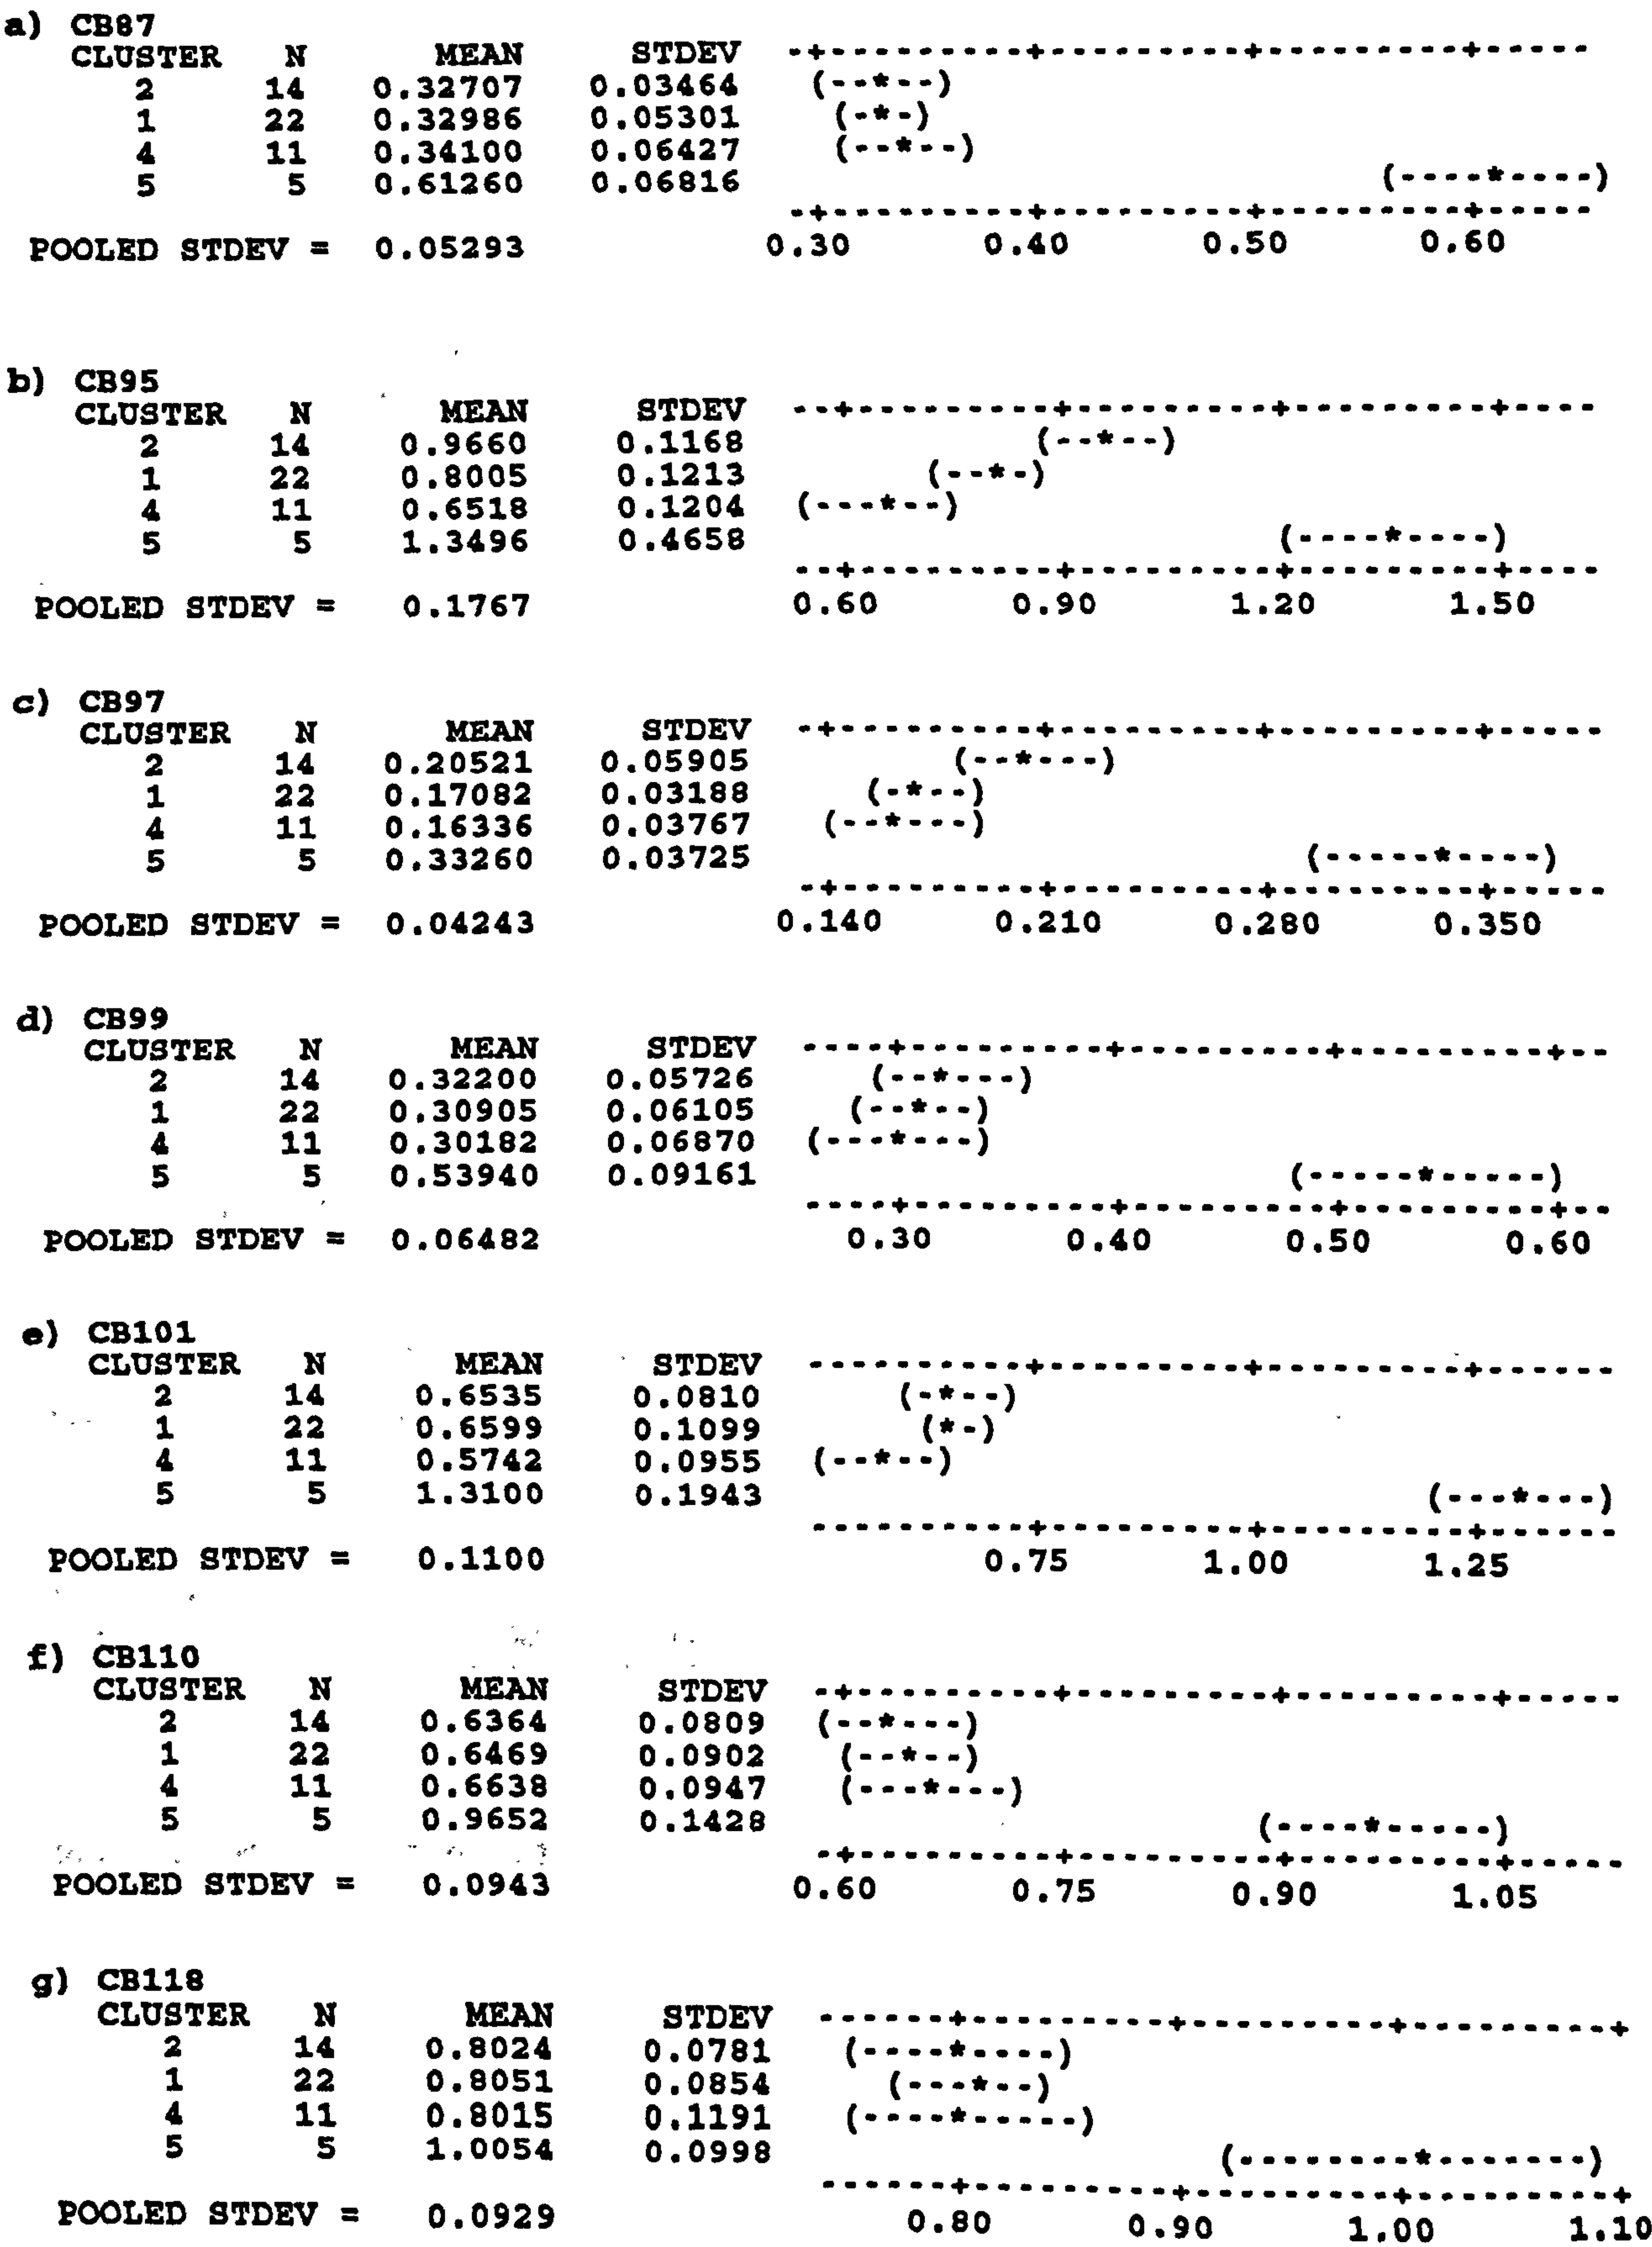 a) CB87
CLUSTER N MEAN STDEV -+---------+---------+---------+-----
2 14 0.32707 0.03464 (--*--)
1 22 0.32986 0.05301 (-*-)
4 11 0.34100 0.06427 (--*--)
5 5 0.61260 0.06816 (----*----)
-+---------+---------+---------+-----
POOLED STDEV = 0.05293 0.30 0.40 0.50 0.60
b) CB95
CLUSTER N MEAN STDEV --+---------+---------+---------+----
2 14 0.9660 0.1168 (--*--)
1 22 0.8005 0.1213 (--*-)
4 11 0.6518 0.1204 (---*--)
5 5 1.3496 0.4658 (----*----)
--+---------+---------+---------+----
POOLED STDEV = 0.1767 0.60 0.90 1.20 1.50
c) CB97
CLUSTER N MEAN STDEV -+---------+---------+---------+-----
2 14 0.20521 0.05905 (--*---)
1 22 0.17082 0.03188 (-*--)
4 11 0.16336 0.03767 (--*---)
5 5 0.33260 0.03725 (-----*----)
-+---------+---------+---------+-----
POOLED STDEV = 0.04243 0.140 0.210 0.280 0.350
d) CB99
CLUSTER N MEAN STDEV ----+---------+---------+---------+--
2 14 0.32200 0.05726 (--*---)
1 22 0.30905 0.06105 (--*--)
4 11 0.30182 0.06870 (---*---)
5 5 0.53940 0.09161 (-----*-----)
----+---------+---------+---------+--
POOLED STDEV = 0.06482 0.30 0.40 0.50 0.60
e) CB101
CLUSTER N MEAN STDEV ----------+---------+---------+------
2 14 0.6535 0.0810 (-*--)
1 22 0.6599 0.1099 (*-)
4 11 0.5742 0.0955 (--*--)
5 5 1.3100 0.1943 (---*---)
----------+---------+---------+------
POOLED STDEV = 0.1100 0.75 1.00 1.25
f) CB110
CLUSTER N MEAN STDEV -+---------+---------+---------+-----
2 14 0.6364 0.0809 (--*---)
1 22 0.6469 0.0902 (--*--)
4 11 0.6638 0.0947 (---*---)
5 5 0.9652 0.1428 (----*-----)
-+---------+---------+---------+-----
POOLED STDEV = 0.0943 0.60 0.75 0.90 1.05
g) CB118
CLUSTER N MEAN STDEV ------+---------+---------+---------+
2 14 0.8024 0.0781 (----*----)
1 22 0.8051 0.0854 (---*--)
4 11 0.8015 0.1191 (----*-----)
5 5 1.0054 0.0998 (--------*-------)
------+---------+---------+---------+
POOLED STDEV = 0.0929 0.80 0.90 1.00 1.10